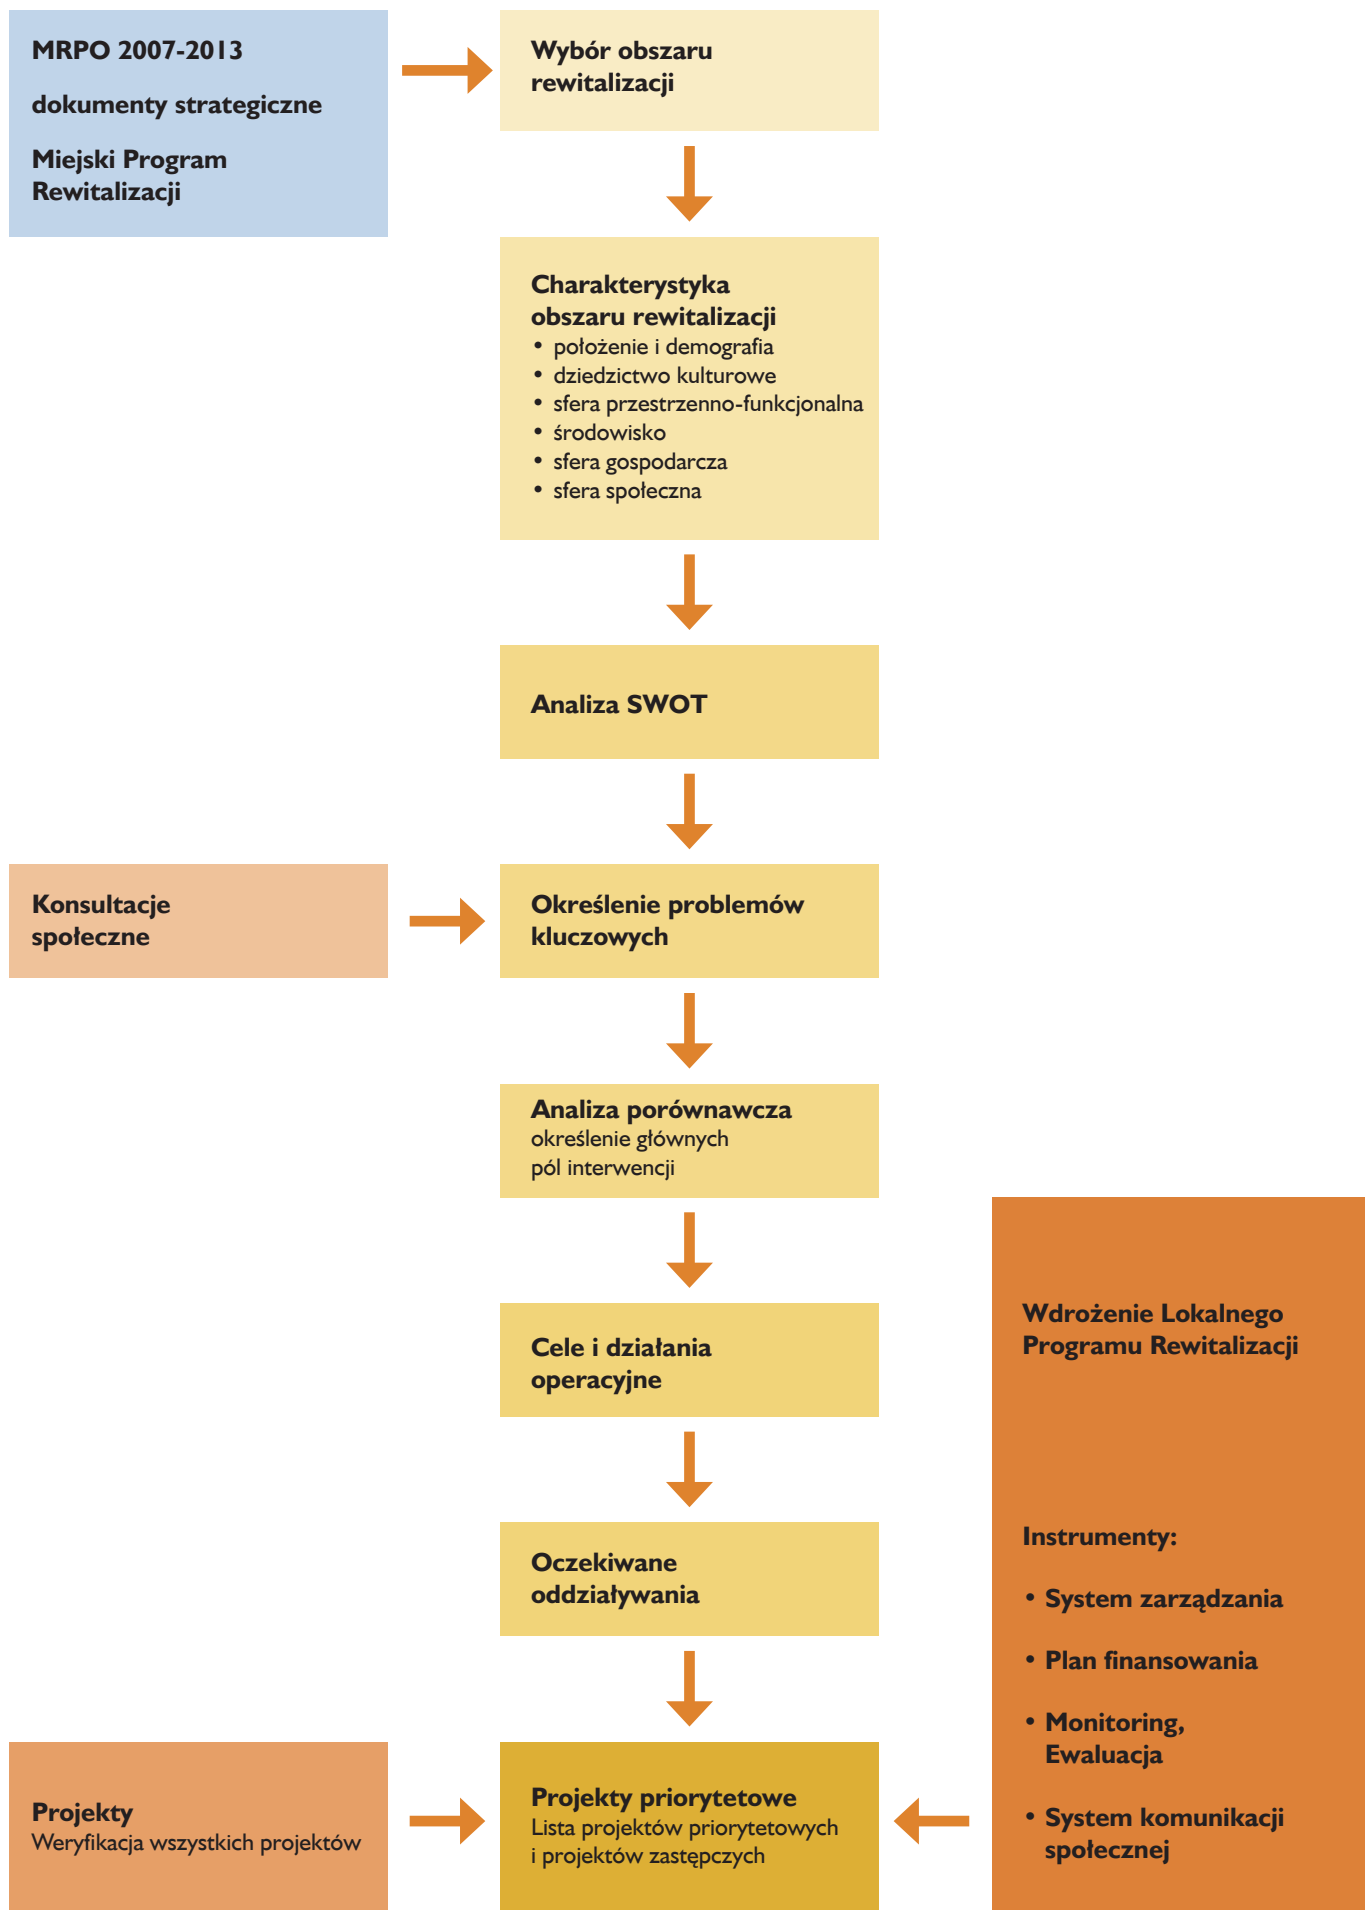 MRPO 2007-2013
dokumenty strategiczne
Miejski Program
Rewitalizacji
Wybór obszaru
rewitalizacji
Charakterystyka
obszaru rewitalizacji
• położenie i demografia
• dziedzictwo kulturowe
• sfera przestrzenno-funkcjonalna
• środowisko
• sfera gospodarcza
• sfera społeczna
Analiza SWOT
Konsultacje
społeczne
Określenie problemów
kluczowych
Analiza porównawcza
określenie głównych
pól interwencji
Cele i działania
operacyjne
Oczekiwane
oddziaływania
Projekty
Weryfikacja wszystkich projektów
Projekty priorytetowe
Lista projektów priorytetowych
i projektów zastępczych
Wdrożenie Lokalnego
Programu Rewitalizacji
Instrumenty:
• System zarządzania
• Plan finansowania
• Monitoring,
Ewaluacja
• System komunikacji
społecznej